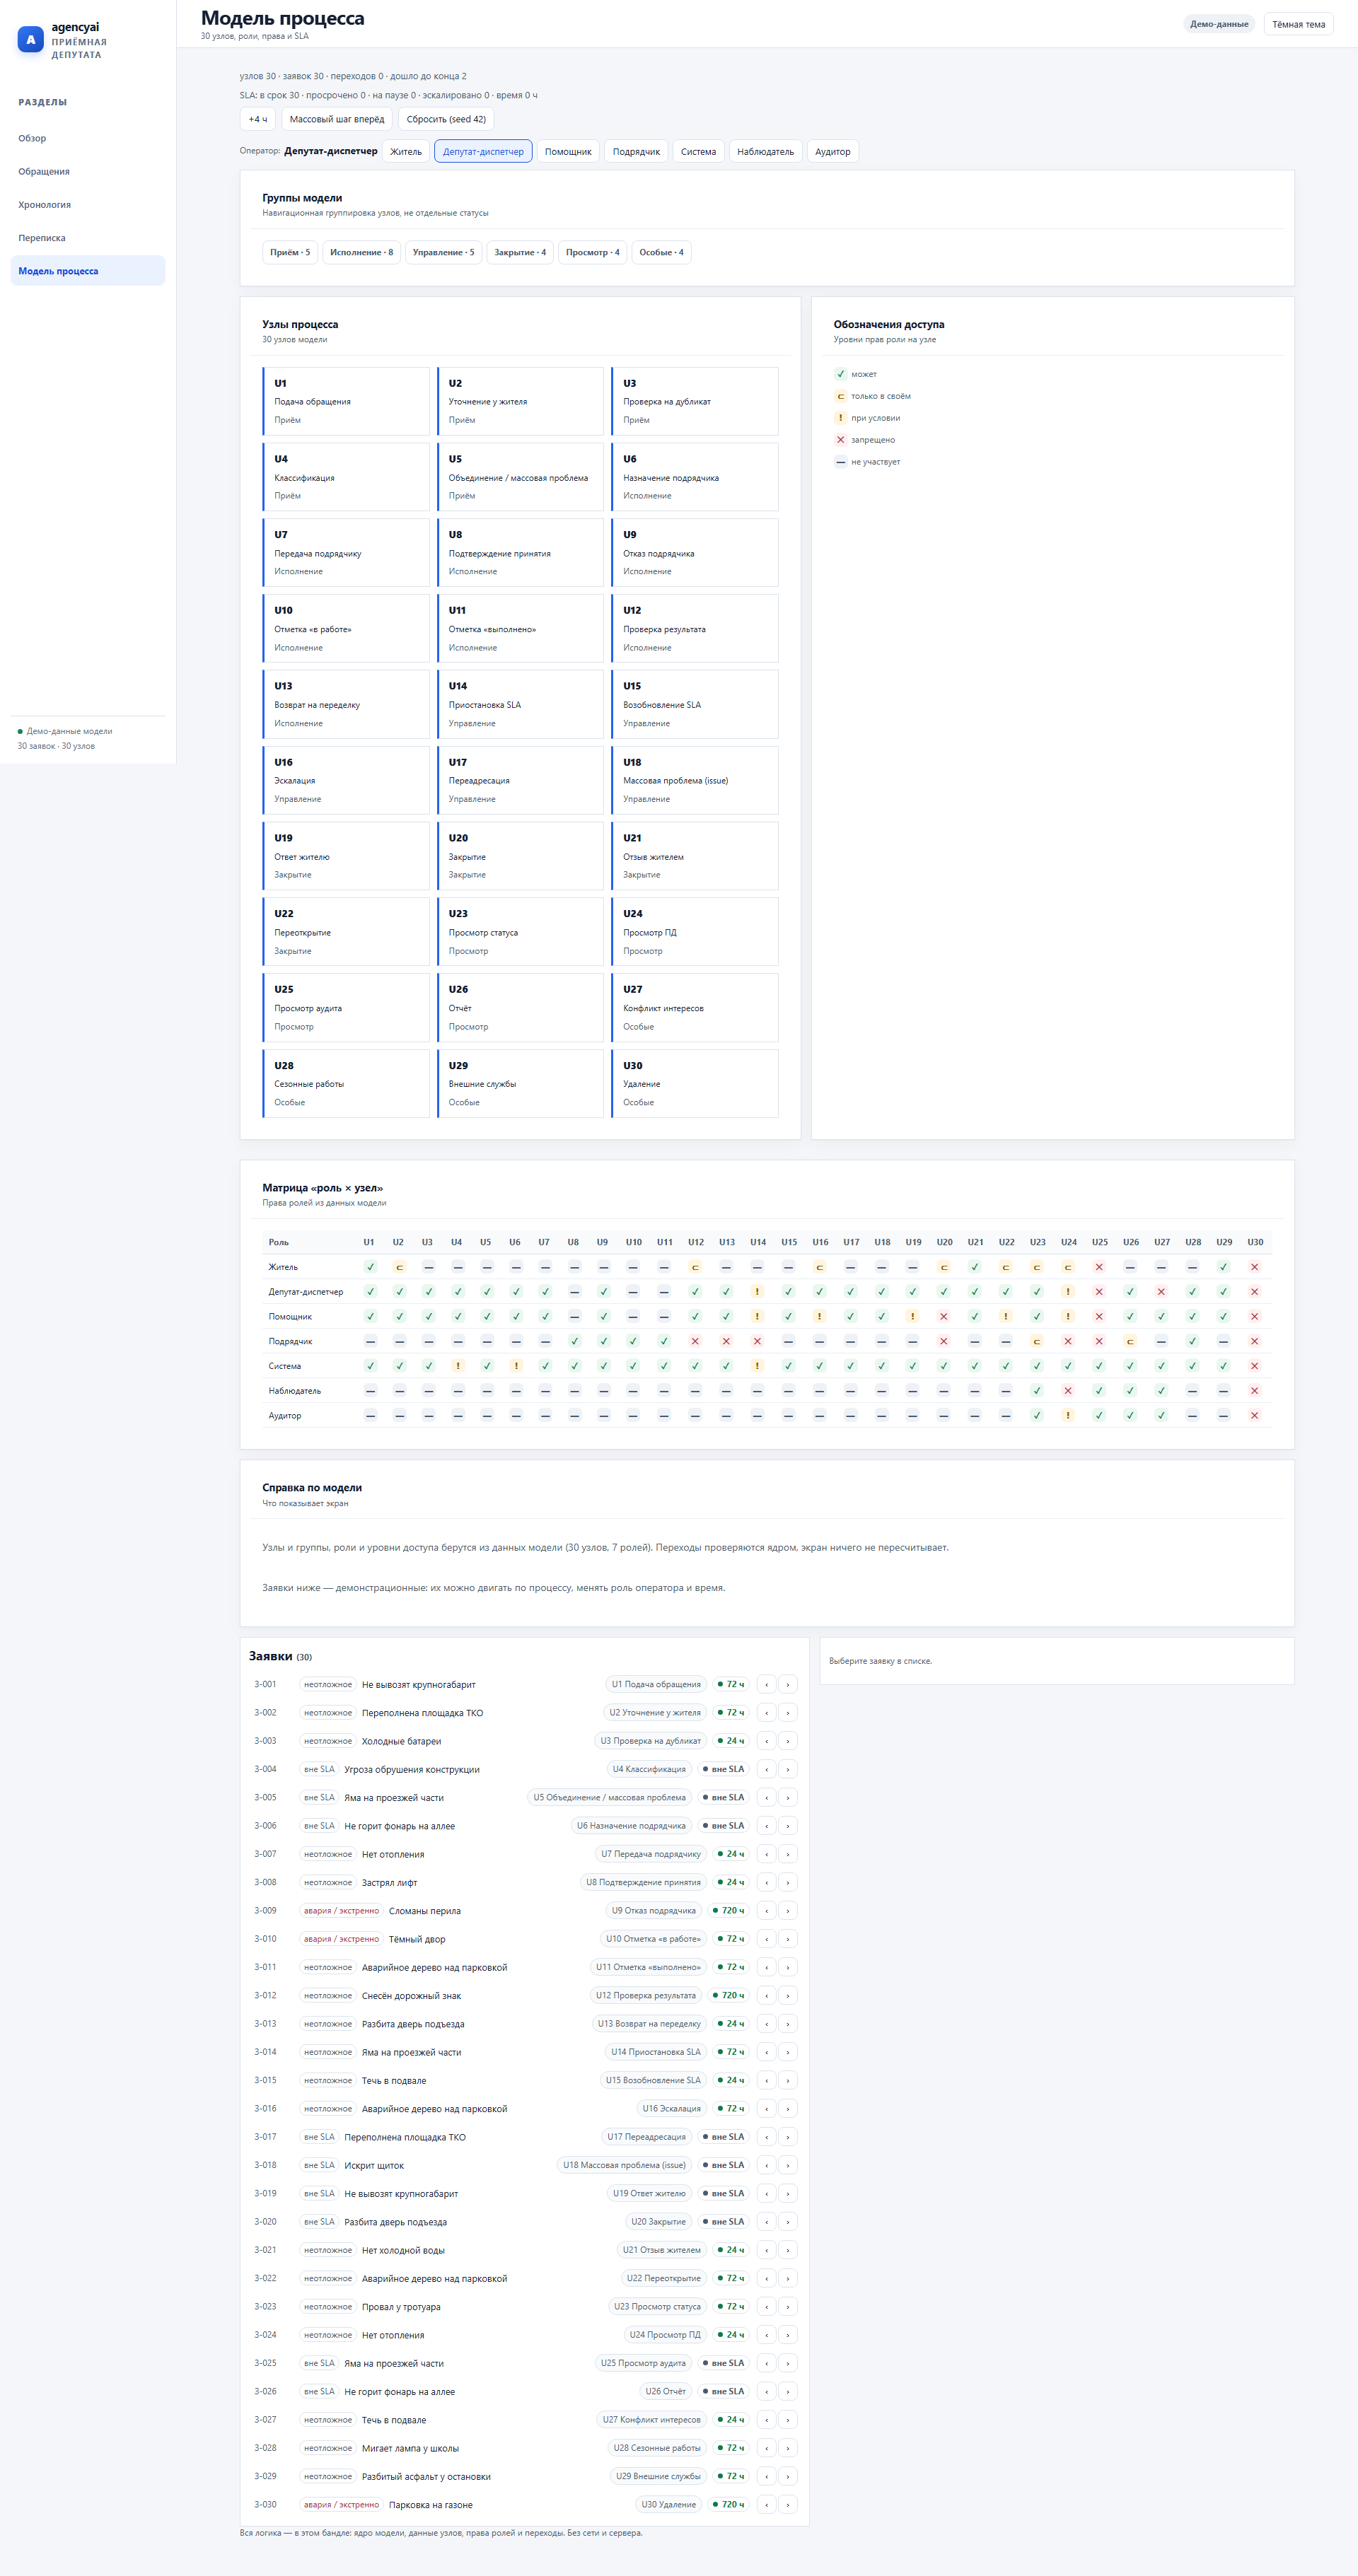 A
agencyai
ПРИЁМНАЯ
ДЕПУТАТА
РАЗДЕЛЫ
Обзор
Обращения
Хронология
Переписка
Модель процесса
Демо-данные модели
30 заявок · 30 узлов
Модель процесса
30 узлов, роли, права и SLA
Демо-данные
Тёмная тема
узлов 30 · заявок 30 · переходов 0 · дошло до конца 2
SLA: в срок 30 · просрочено 0 · на паузе 0 · эскалировано 0 · время 0 ч
+4 ч Массовый шаг вперёд Сбросить (seed 42)
Оператор: Депутат-диспетчер Житель Депутат-диспетчер Помощник Подрядчик Система Наблюдатель Аудитор
Группы модели
Навигационная группировка узлов, не отдельные статусы
Приём · 5 Исполнение · 8 Управление · 5 Закрытие · 4 Просмотр · 4 Особые · 4
Узлы процесса
30 узлов модели
U1
Подача обращения
Приём
U2
Уточнение у жителя
Приём
U3
Проверка на дубликат
Приём
U4
Классификация
Приём
U5
Объединение / массовая проблема
Приём
U6
Назначение подрядчика
Исполнение
U7
Передача подрядчику
Исполнение
U8
Подтверждение принятия
Исполнение
U9
Отказ подрядчика
Исполнение
U10
Отметка «в работе»
Исполнение
U11
Отметка «выполнено»
Исполнение
U12
Проверка результата
Исполнение
U13
Возврат на переделку
Исполнение
U14
Приостановка SLA
Управление
U15
Возобновление SLA
Управление
U16
Эскалация
Управление
U17
Переадресация
Управление
U18
Массовая проблема (issue)
Управление
U19
Ответ жителю
Закрытие
U20
Закрытие
Закрытие
U21
Отзыв жителем
Закрытие
U22
Переоткрытие
Закрытие
U23
Просмотр статуса
Просмотр
U24
Просмотр ПД
Просмотр
U25
Просмотр аудита
Просмотр
U26
Отчёт
Просмотр
U27
Конфликт интересов
Особые
U28
Сезонные работы
Особые
U29
Внешние службы
Особые
U30
Удаление
Особые
Обозначения доступа
Уровни прав роли на узле
✓ может
⊂ только в своём
! при условии
✕ запрещено
— не участвует
Матрица «роль × узел»
Права ролей из данных модели
Роль U1 U2 U3 U4 U5 U6 U7 U8 U9 U10 U11 U12 U13 U14 U15 U16 U17 U18 U19 U20 U21 U22 U23 U24 U25 U26 U27 U28 U29 U30
Житель ✓ ⊂ — — — — — — — — — ⊂ — — — ⊂ — — — ⊂ ✓ ⊂ ⊂ ⊂ ✕ — — — ✓ ✕
Депутат-диспетчер ✓ ✓ ✓ ✓ ✓ ✓ ✓ — ✓ — — ✓ ✓ ! ✓ ✓ ✓ ✓ ✓ ✓ ✓ ✓ ✓ ! ✕ ✓ ✕ ✓ ✓ ✕
Помощник ✓ ✓ ✓ ✓ ✓ ✓ ✓ — ✓ — — ✓ ✓ ! ✓ ! ✓ ✓ ! ✕ ✓ ! ✓ ! ✕ ✓ ✓ ✓ ✓ ✕
Подрядчик — — — — — — — ✓ ✓ ✓ ✓ ✕ ✕ ✕ — — — — — ✕ — — ⊂ ✕ ✕ ⊂ — ✓ — ✕
Система ✓ ✓ ✓ ! ✓ ! ✓ ✓ ✓ ✓ ✓ ✓ ✓ ! ✓ ✓ ✓ ✓ ✓ ✓ ✓ ✓ ✓ ✓ ✓ ✓ ✓ ✓ ✓ ✕
Наблюдатель — — — — — — — — — — — — — — — — — — — — — — ✓ ✕ ✓ ✓ ✓ — — ✕
Аудитор — — — — — — — — — — — — — — — — — — — — — — ✓ ! ✓ ✓ ✓ — — ✕
Справка по модели
Что показывает экран
Узлы и группы, роли и уровни доступа берутся из данных модели (30 узлов, 7 ролей). Переходы проверяются ядром, экран ничего не пересчитывает.
Заявки ниже — демонстрационные: их можно двигать по процессу, менять роль оператора и время.
Заявки (30)
З-001 неотложное Не вывозят крупногабарит U1 Подача обращения 72 ч ‹ ›
З-002 неотложное Переполнена площадка ТКО U2 Уточнение у жителя 72 ч ‹ ›
З-003 неотложное Холодные батареи U3 Проверка на дубликат 24 ч ‹ ›
З-004 вне SLA Угроза обрушения конструкции U4 Классификация вне SLA ‹ ›
З-005 вне SLA Яма на проезжей части U5 Объединение / массовая проблема вне SLA ‹ ›
З-006 вне SLA Не горит фонарь на аллее U6 Назначение подрядчика вне SLA ‹ ›
З-007 неотложное Нет отопления U7 Передача подрядчику 24 ч ‹ ›
З-008 неотложное Застрял лифт U8 Подтверждение принятия 24 ч ‹ ›
З-009 авария / экстренно Сломаны перила U9 Отказ подрядчика 720 ч ‹ ›
З-010 авария / экстренно Тёмный двор U10 Отметка «в работе» 72 ч ‹ ›
З-011 неотложное Аварийное дерево над парковкой U11 Отметка «выполнено» 72 ч ‹ ›
З-012 неотложное Снесён дорожный знак U12 Проверка результата 720 ч ‹ ›
З-013 неотложное Разбита дверь подъезда U13 Возврат на переделку 24 ч ‹ ›
З-014 неотложное Яма на проезжей части U14 Приостановка SLA 72 ч ‹ ›
З-015 неотложное Течь в подвале U15 Возобновление SLA 24 ч ‹ ›
З-016 неотложное Аварийное дерево над парковкой U16 Эскалация 72 ч ‹ ›
З-017 вне SLA Переполнена площадка ТКО U17 Переадресация вне SLA ‹ ›
З-018 вне SLA Искрит щиток U18 Массовая проблема (issue) вне SLA ‹ ›
З-019 вне SLA Не вывозят крупногабарит U19 Ответ жителю вне SLA ‹ ›
З-020 вне SLA Разбита дверь подъезда U20 Закрытие вне SLA ‹ ›
З-021 неотложное Нет холодной воды U21 Отзыв жителем 24 ч ‹ ›
З-022 неотложное Аварийное дерево над парковкой U22 Переоткрытие 72 ч ‹ ›
З-023 неотложное Провал у тротуара U23 Просмотр статуса 72 ч ‹ ›
З-024 неотложное Нет отопления U24 Просмотр ПД 24 ч ‹ ›
З-025 вне SLA Яма на проезжей части U25 Просмотр аудита вне SLA ‹ ›
З-026 вне SLA Не горит фонарь на аллее U26 Отчёт вне SLA ‹ ›
З-027 неотложное Течь в подвале U27 Конфликт интересов 24 ч ‹ ›
З-028 неотложное Мигает лампа у школы U28 Сезонные работы 72 ч ‹ ›
З-029 неотложное Разбитый асфальт у остановки U29 Внешние службы 72 ч ‹ ›
З-030 авария / экстренно Парковка на газоне U30 Удаление 720 ч ‹ ›
Выберите заявку в списке.
Вся логика — в этом бандле: ядро модели, данные узлов, права ролей и переходы. Без сети и сервера.